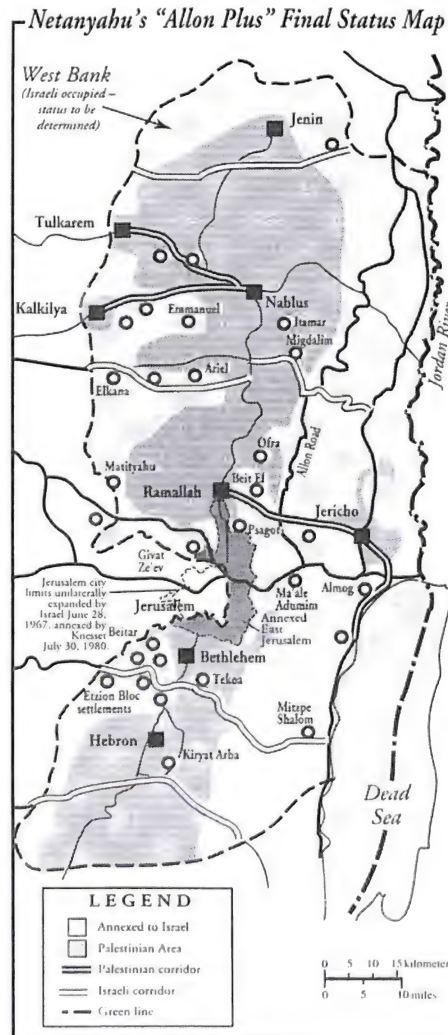 Netanyahu's "Allon Plus" Final Status Map
West Bank
(Israeli occupied –
status to be
determined)
Jenin
Tulkarem
Nablus
Kalkilya
Emmanuel
Itamar
Migdalim
Jordan River
Ariel
Elkana
Ofra
Allon Road
Matityahu
Beit El
Ramallah
Jericho
Psagot
Givat
Ze'ev
Jerusalem city
limits unilaterally
expanded by
Israel June 28,
1967. annexed by
Knesset
July 30, 1980.
Jerusalem
Ma'ale
Adumim
Almog
Annexed
East
Jerusalem
Beitar
Bethlehem
Tekoa
Etzion Bloc
settlements
Mitzpe
Shalom
Hebron
Kiryat Arba
Dead
Sea
LEGEND
Annexed to Israel
Palestinian Area
Palestinian corridor
Israeli corridor
Green line
0 5 10 15 kilometers
0 5 10 miles